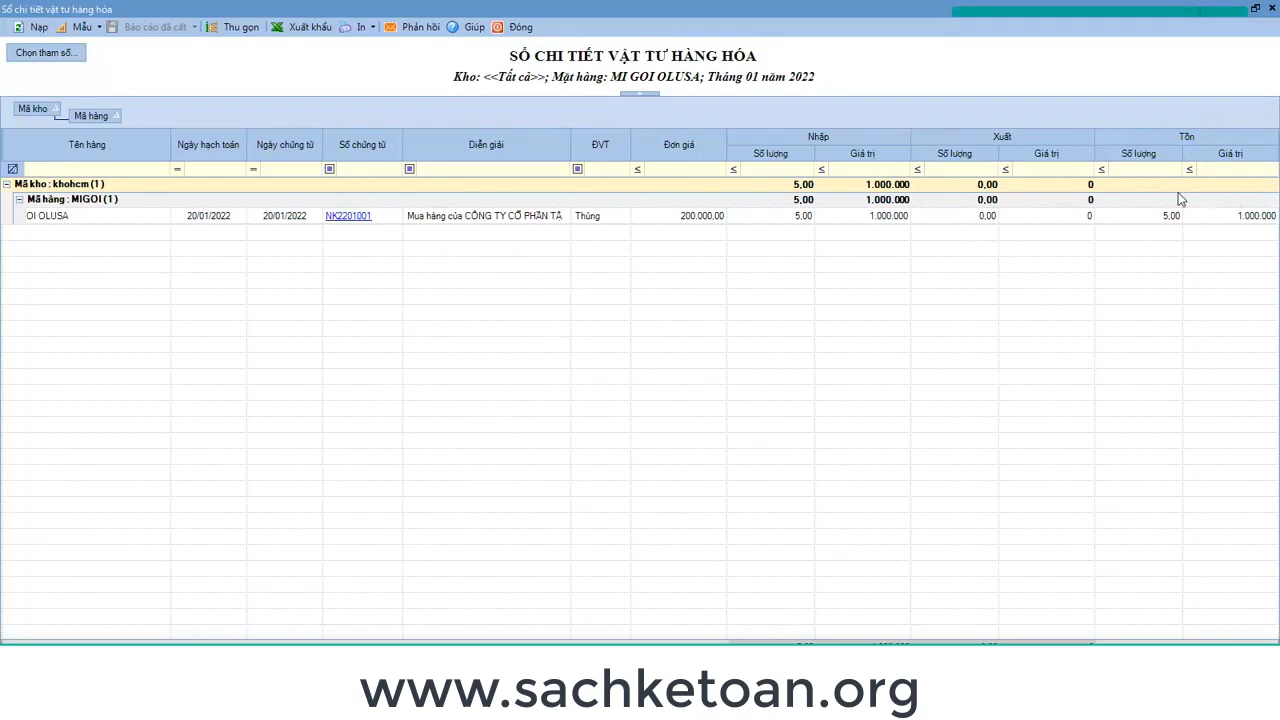 Sổ chi tiết vật tư hàng hóa
Nạp Mẫu Báo cáo đã cất Thu gọn Xuất khẩu In Phản hồi Giúp Đóng
Chọn tham số...
SỔ CHI TIẾT VẬT TƯ HÀNG HÓA
Kho: <<Tất cả>>; Mặt hàng: MI GOI OLUSA; Tháng 01 năm 2022
Mã kho
Mã hàng
Tên hàng Ngày hạch toán Ngày chứng từ Số chứng từ Diễn giải ĐVT Đơn giá Nhập Xuất Tồn
Số lượng Giá trị Số lượng Giá trị Số lượng Giá trị
= = ≤ ≤ ≤ ≤ ≤ ≤ ≤
Mã kho : khohcm (1) 5,00 1.000.000 0,00 0
Mã hàng : MIGOI (1) 5,00 1.000.000 0,00 0
OI OLUSA 20/01/2022 20/01/2022 NK2201001 Mua hàng của CÔNG TY CỔ PHẦN TẬ Thùng 200.000,00 5,00 1.000.000 0,00 0 5,00 1.000.000
www.sachketoan.org